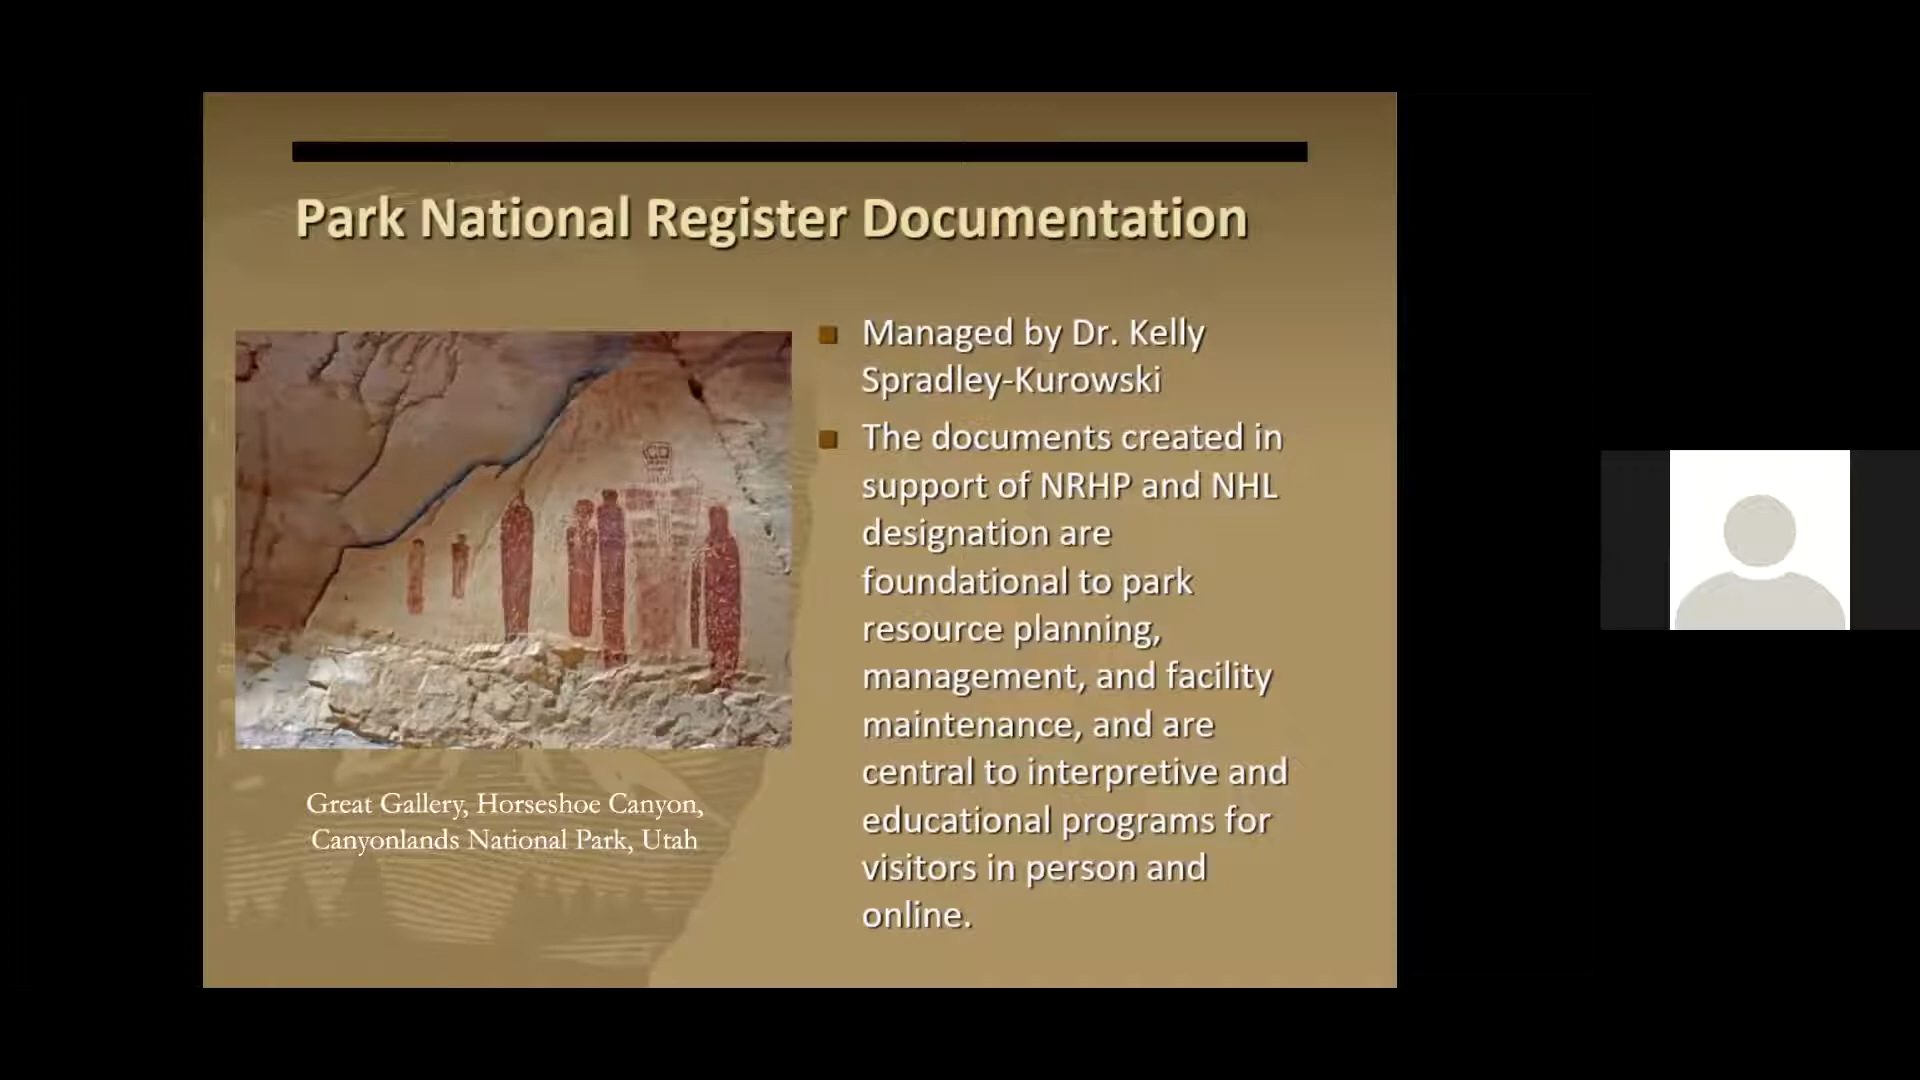 Park National Register Documentation
Managed by Dr. Kelly
Spradley-Kurowski
The documents created in
support of NRHP and NHL
designation are
foundational to park
resource planning,
management, and facility
maintenance, and are
central to interpretive and
educational programs for
visitors in person and
online.
Great Gallery, Horseshoe Canyon,
Canyonlands National Park, Utah